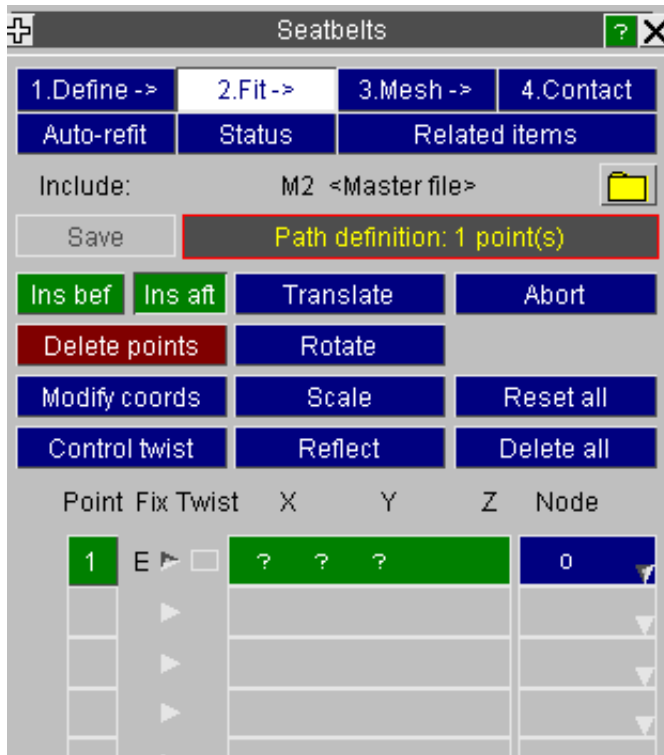 Seatbelts ? X
1.Define -> 2.Fit -> 3.Mesh -> 4.Contact
Auto-refit Status Related items
Include: M2 <Master file>
Save Path definition: 1 point(s)
Ins bef Ins aft Translate Abort
Delete points Rotate
Modify coords Scale Reset all
Control twist Reflect Delete all
Point Fix Twist X Y Z Node
1 E ? ? ? 0